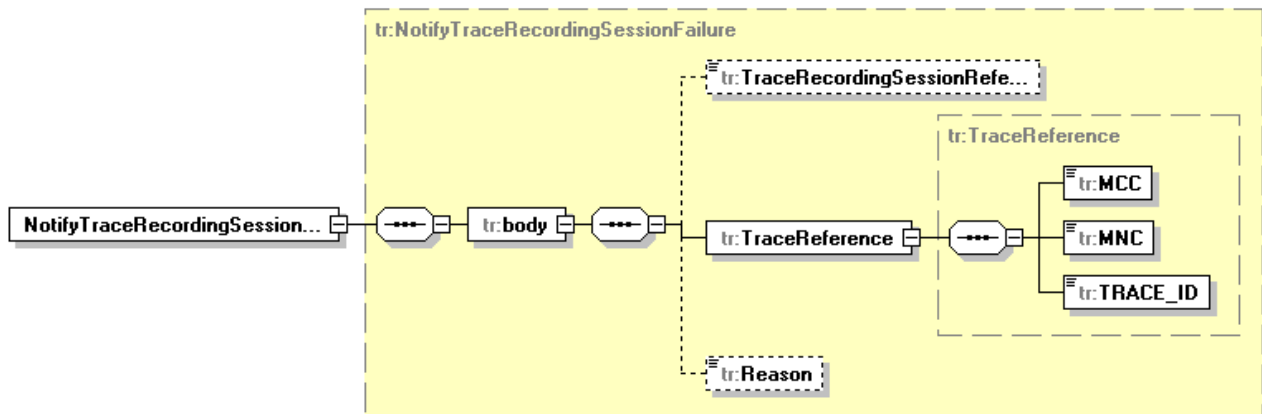 tr:NotifyTraceRecordingSessionFailure
tr:TraceRecordingSessionRefe...
tr:TraceReference
tr:MCC
NotifyTraceRecordingSession...
tr:body
tr:TraceReference
tr:MNC
tr:TRACE_ID
tr:Reason